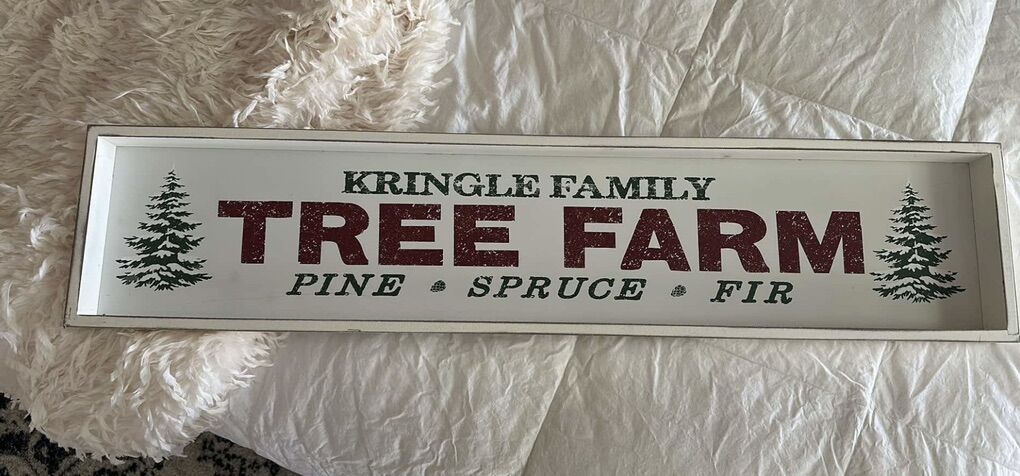 KRINGLE FAMILY
TREE FARM
PINE • SPRUCE • FIR